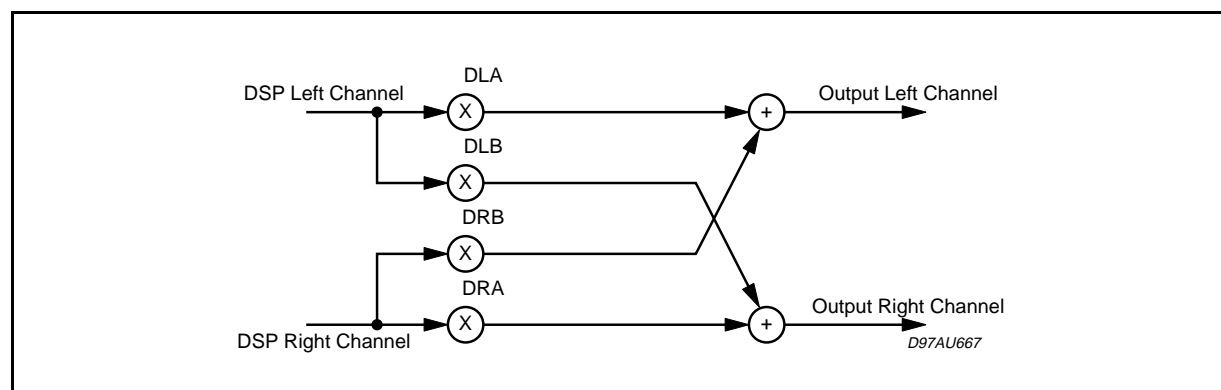 DLA
DSP Left Channel
X
+
Output Left Channel
DLB
X
DRB
X
DRA
DSP Right Channel
X
+
Output Right Channel
D97AU667